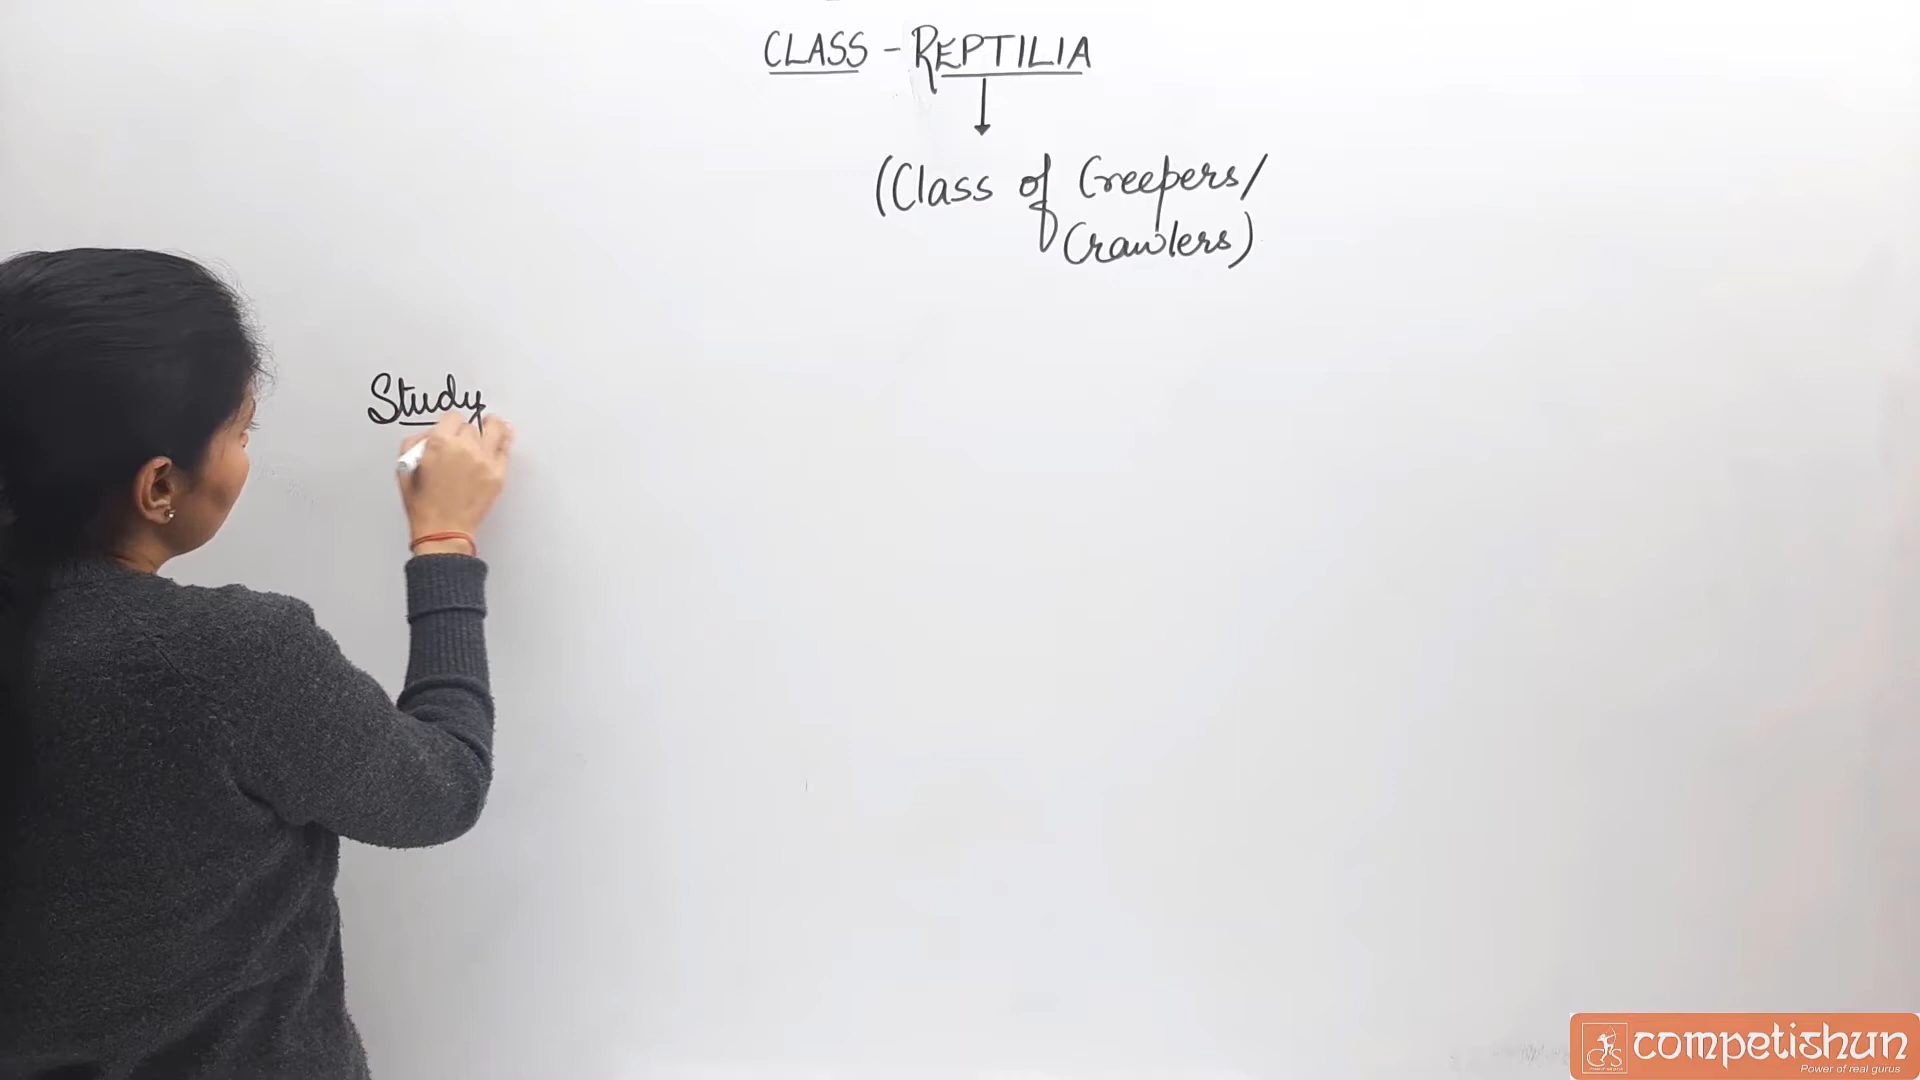 CLASS - REPTILIA
(Class of Creepers/
Crawlers)
Study
competishun
Power of real gurus